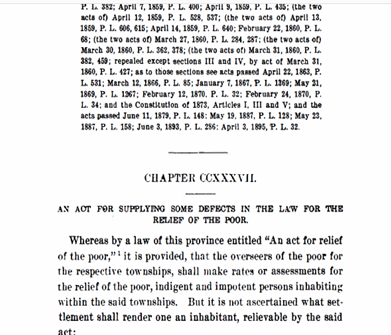 P. L. 382; April 7, 1859, P. L. 400; April 9, 1859, P. L. 435; (the two
acts of) April 12, 1859, P. L. 528, 537; (the two acts of) April 13,
1859, P. L. 606, 615; April 14, 1859, P. L. 640; February 22, 1860, P. L.
68; (the two acts of) March 27, 1860, P. L. 284, 287; (the two acts of)
March 30, 1860, P. L. 362, 378; (the two acts of) March 31, 1860, P. L.
382, 459; repealed except sections III and IV, by act of March 31,
1860, P. L. 427; as to those sections see acts passed April 22, 1863, P.
L. 531; March 12, 1866, P. L. 85; January 7, 1867, P. L. 1369; May 21,
1869, P. L. 1267; February 12, 1870. P. L. 32; February 24, 1870, P.
L. 34; and the Constitution of 1873, Articles I, III and V; and the
acts passed June 11, 1879, P. L. 148: May 19, 1887, P. L. 128; May 23,
1887, P. L. 158; June 3, 1893, P. L. 286; April 3, 1895, P. L. 32.
CHAPTER CCXXXVII.
AN ACT FOR SUPPLYING SOME DEFECTS IN THE LAW FOR THE
RELIEF OF THE POOR.
Whereas by a law of this province entitled "An act for relief
of the poor,"¹ it is provided, that the overseers of the poor for
the respective townships, shall make rates or assessments for
the relief of the poor, indigent and impotent persons inhabiting
within the said townships. But it is not ascertained what set-
tlement shall render one an inhabitant, relievable by the said
act: